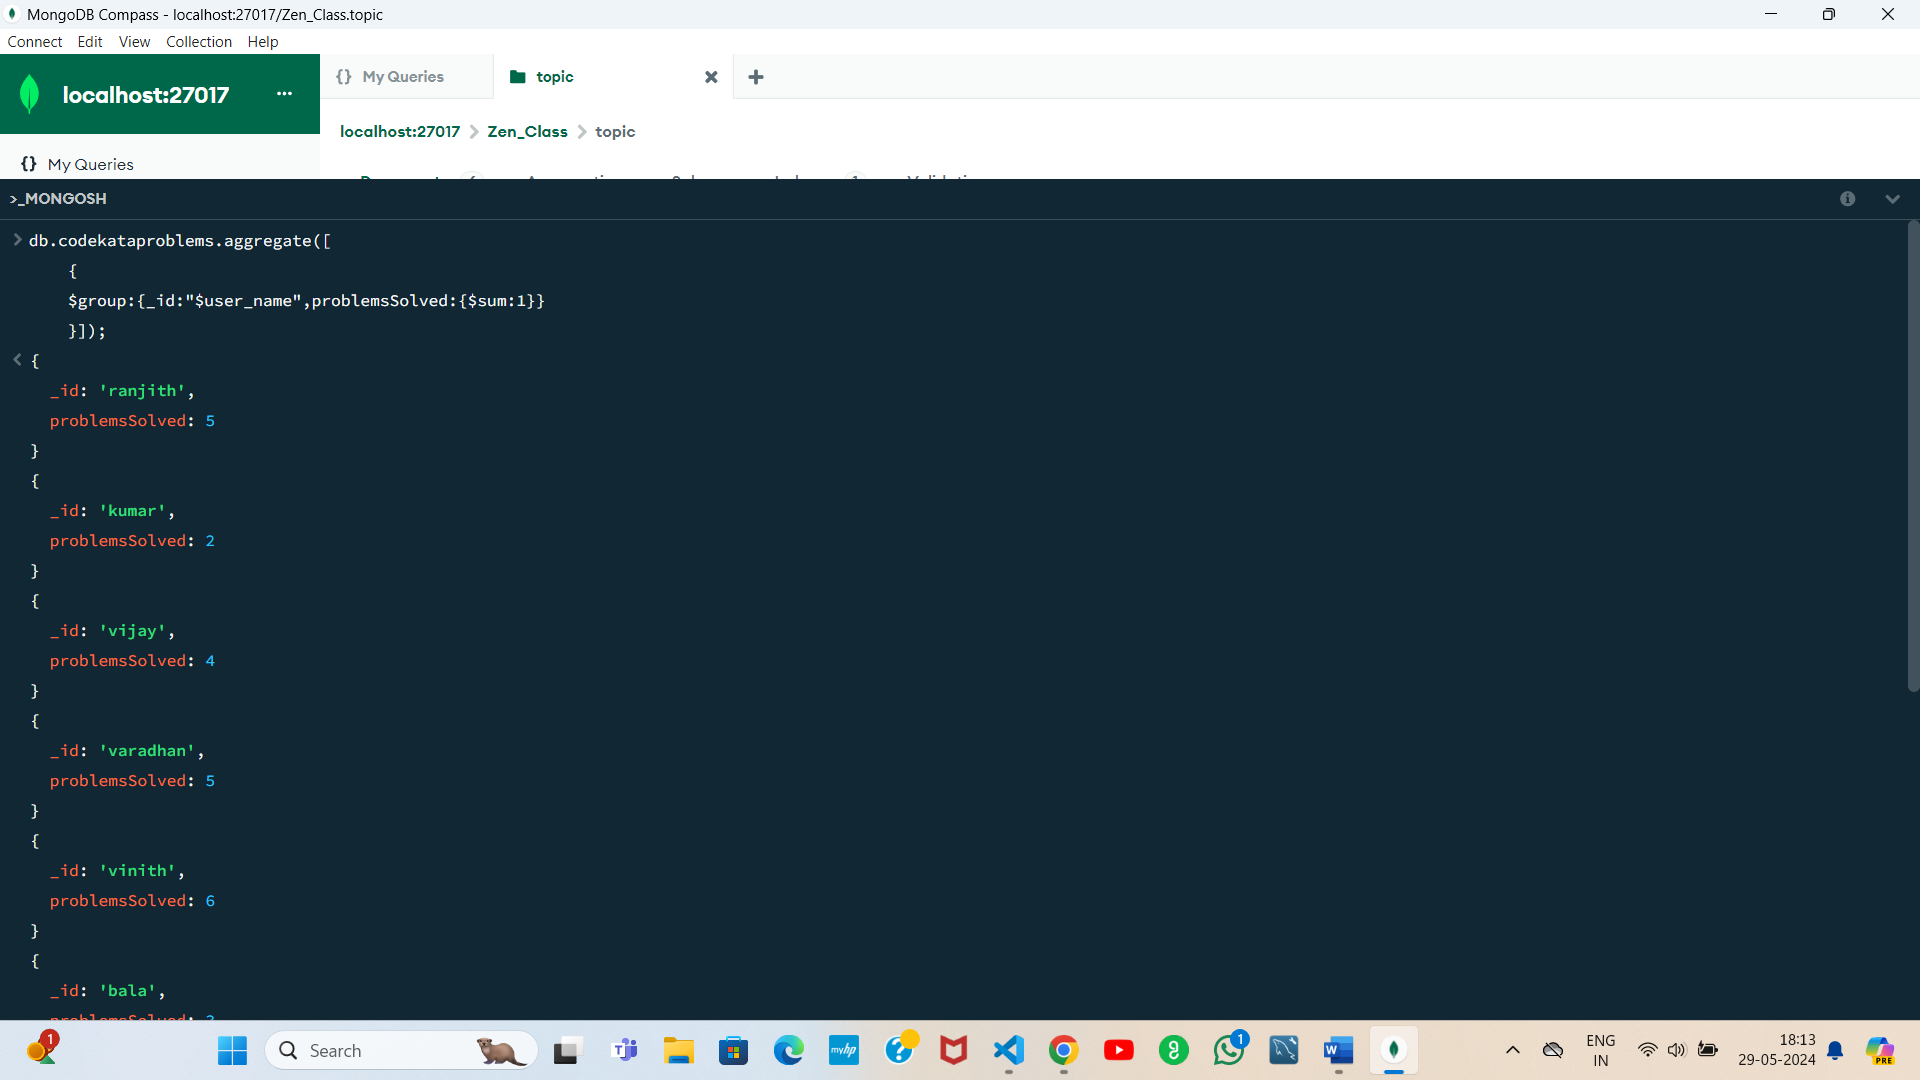 MongoDB Compass - localhost:27017/Zen_Class.topic
Connect Edit View Collection Help
localhost:27017 ...
{} My Queries topic
localhost:27017 > Zen_Class > topic
{} My Queries
>_MONGOSH
> db.codekataproblems.aggregate([
{
$group:{_id:"$user_name",problemsSolved:{$sum:1}}
}]);
< {
_id: 'ranjith',
problemsSolved: 5
}
{
_id: 'kumar',
problemsSolved: 2
}
{
_id: 'vijay',
problemsSolved: 4
}
{
_id: 'varadhan',
problemsSolved: 5
}
{
_id: 'vinith',
problemsSolved: 6
}
{
_id: 'bala',
problemsSolved:
1
Search
myhp
1
W
ENG
IN
18:13
29-05-2024
PRE